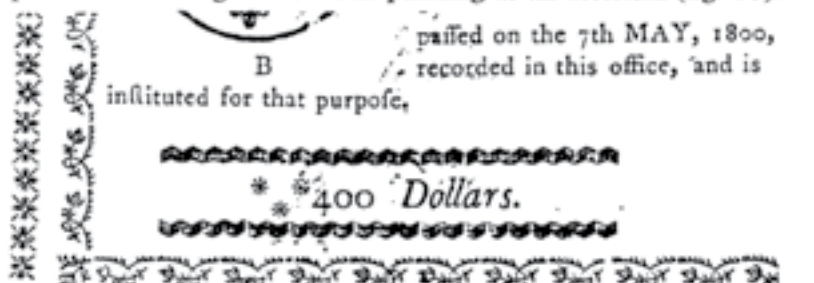 paſſed on the 7th MAY, 1800,
B recorded in this office, and is
inſtituted for that purpoſe,
400 Dollars.